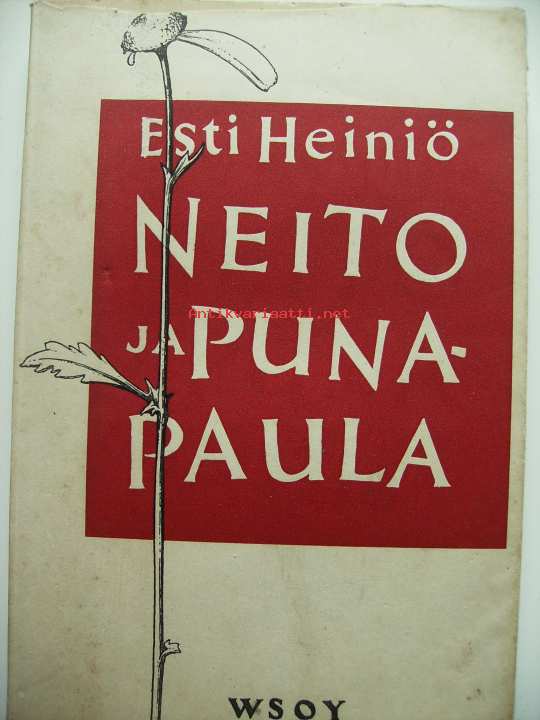 Esti Heiniö
NEITO
Antikvariaatti.net
JA PUNA-
PAULA
WSOY